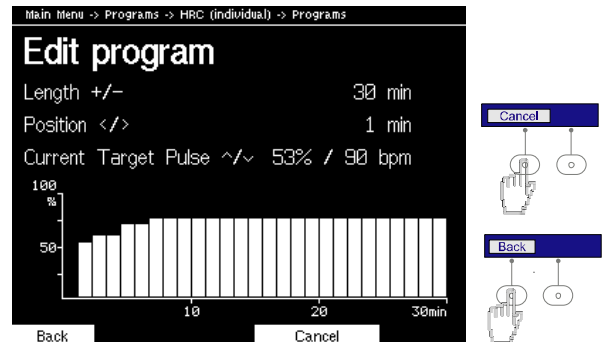 Main Menu -> Programs -> HRC (individual) -> Programs
Edit program
Length +/- 30 min
Position </> 1 min
Current Target Pulse ^/v 53% / 90 bpm
100
%
50
10 20 30min
Back Cancel
Cancel
Back